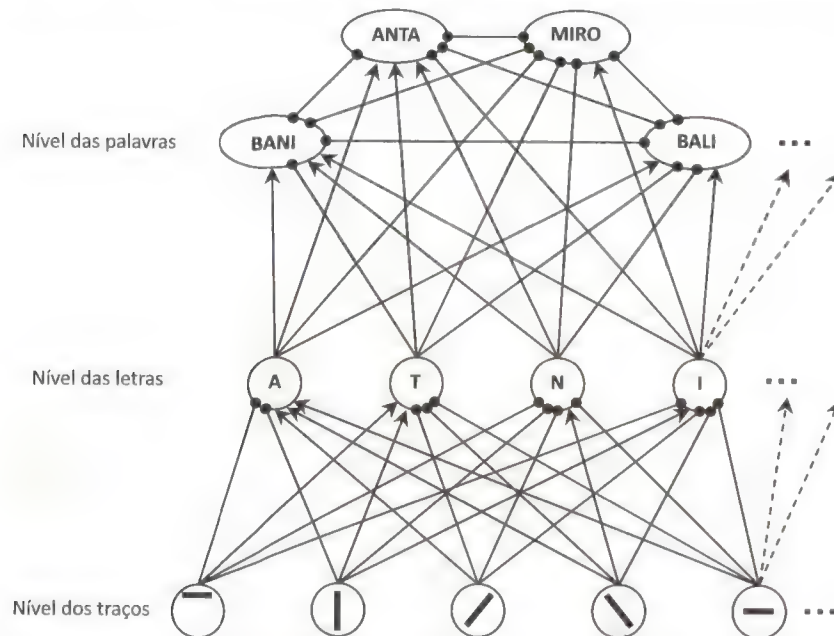 ANTA MIRO
Nível das palavras BANI BALI ...
Nível das letras A T N I ...
Nível dos traços ...